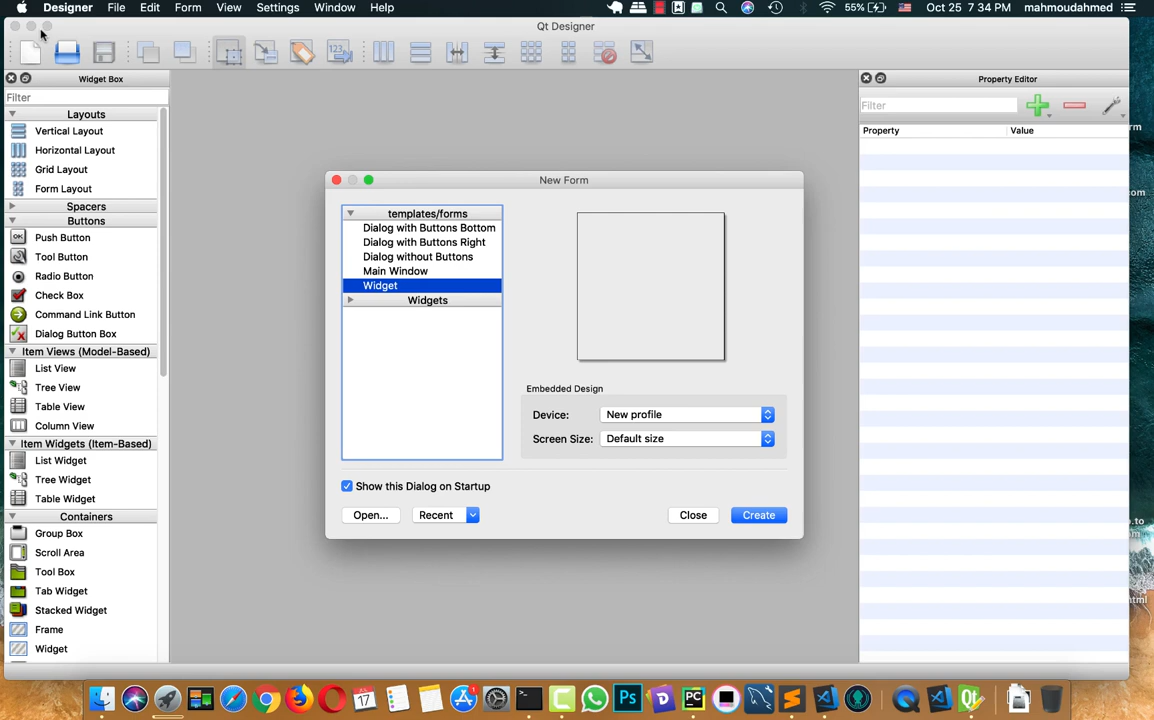 Designer File Edit Form View Settings Window Help 55% Oct 25 7 34 PM mahmoudahmed
Qt Designer
Widget Box
Filter
Layouts
Vertical Layout
Horizontal Layout
Grid Layout
Form Layout
Spacers
Buttons
OK Push Button
Tool Button
Radio Button
Check Box
Command Link Button
Dialog Button Box
Item Views (Model-Based)
List View
Tree View
Table View
Column View
Item Widgets (Item-Based)
List Widget
Tree Widget
Table Widget
Containers
Group Box
Scroll Area
Tool Box
Tab Widget
Stacked Widget
Frame
Widget
New Form
templates/forms
Dialog with Buttons Bottom
Dialog with Buttons Right
Dialog without Buttons
Main Window
Widget
Widgets
Embedded Design
Device: New profile
Screen Size: Default size
Show this Dialog on Startup
Open... Recent Close Create
Property Editor
Filter
Property Value
123
17
Ps
PC
Qt